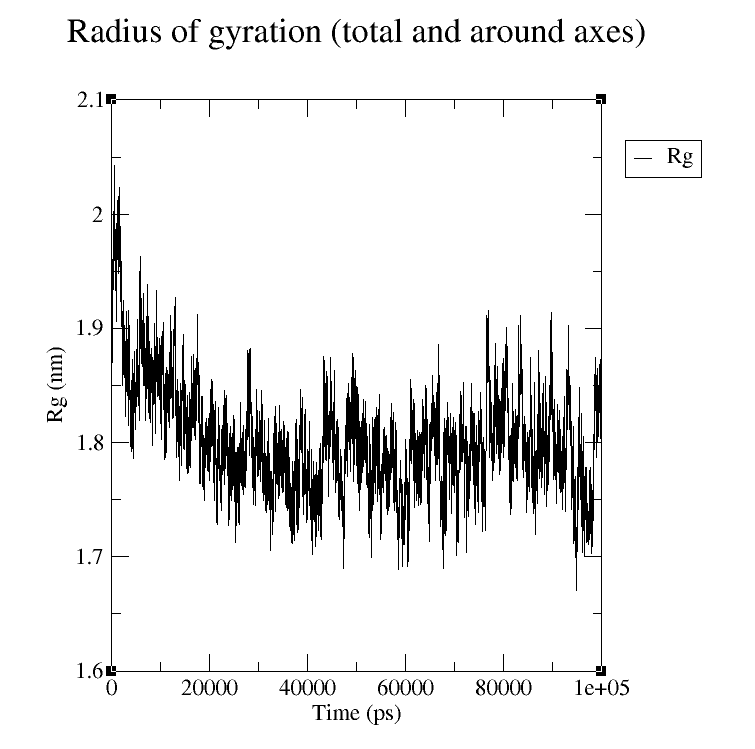 Radius of gyration (total and around axes)
2.1
Rg
2
1.9
Rg (nm)
1.8
1.7
1.6
0 20000 40000 60000 80000 1e+05
Time (ps)